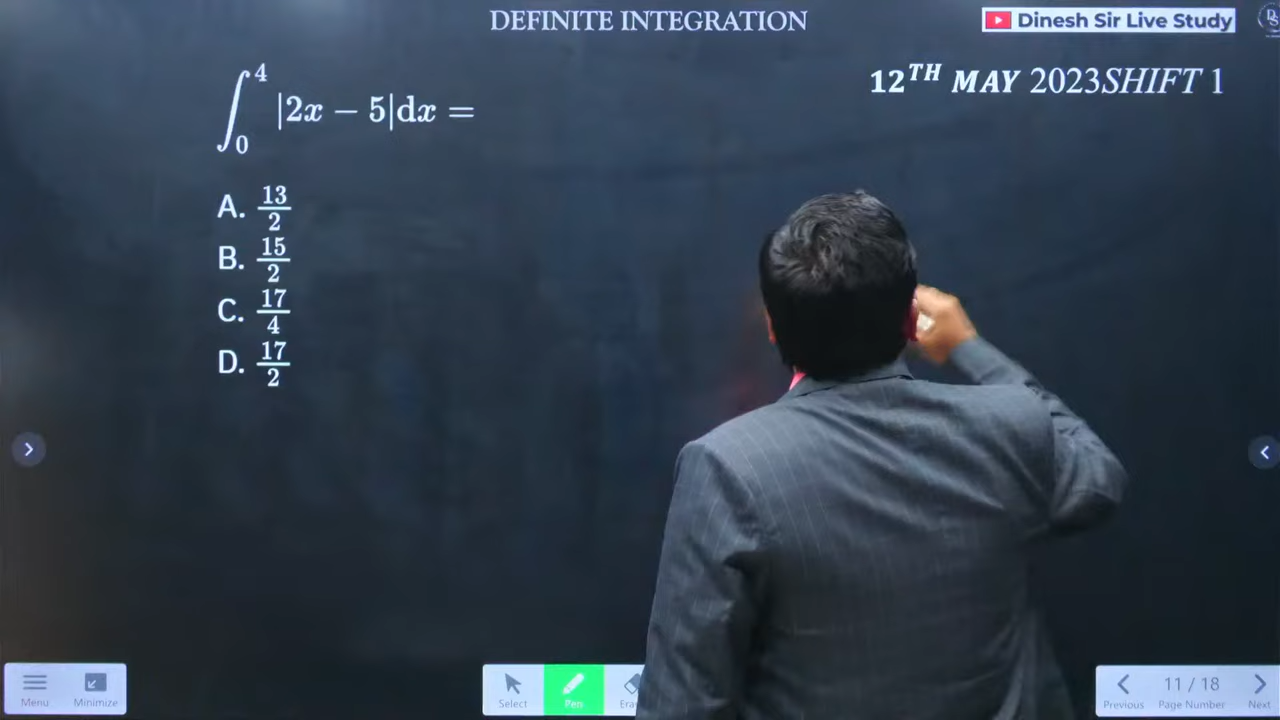 DEFINITE INTEGRATION
Dinesh Sir Live Study
12TH MAY 2023SHIFT 1
∫₀⁴ |2x − 5|dx =
A. 13/2
B. 15/2
C. 17/4
D. 17/2
Menu
Minimize
Select
Pen
Previous
11 / 18
Page Number
Next